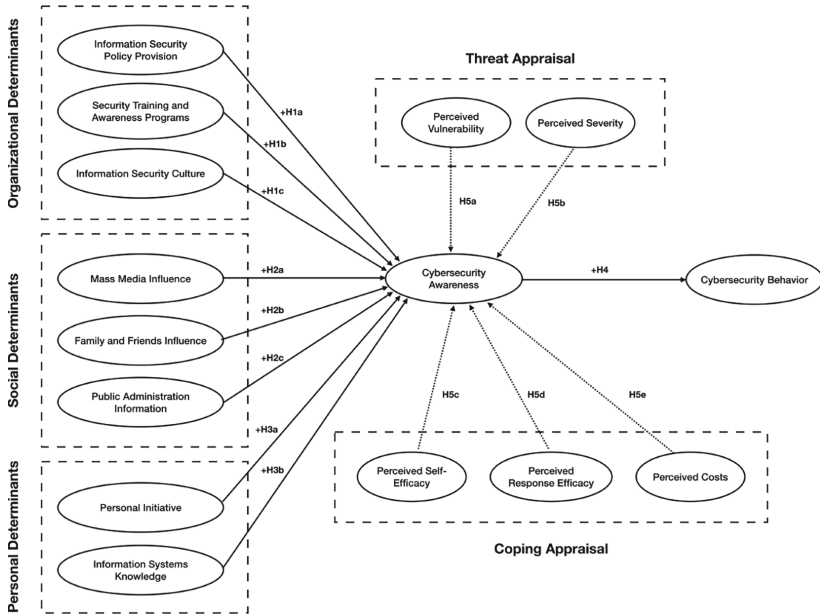 Organizational Determinants
Information Security
Policy Provision
Security Training and
Awareness Programs
Information Security Culture
+H1a
+H1b
+H1c
Social Determinants
Mass Media Influence
Family and Friends Influence
Public Administration
Information
+H2a
+H2b
+H2c
Personal Determinants
Personal Initiative
Information Systems
Knowledge
+H3a
+H3b
Threat Appraisal
Perceived
Vulnerability
Perceived Severity
H5a
H5b
Cybersecurity
Awareness
+H4
Cybersecurity Behavior
H5c
H5d
H5e
Perceived Self-
Efficacy
Perceived
Response Efficacy
Perceived Costs
Coping Appraisal